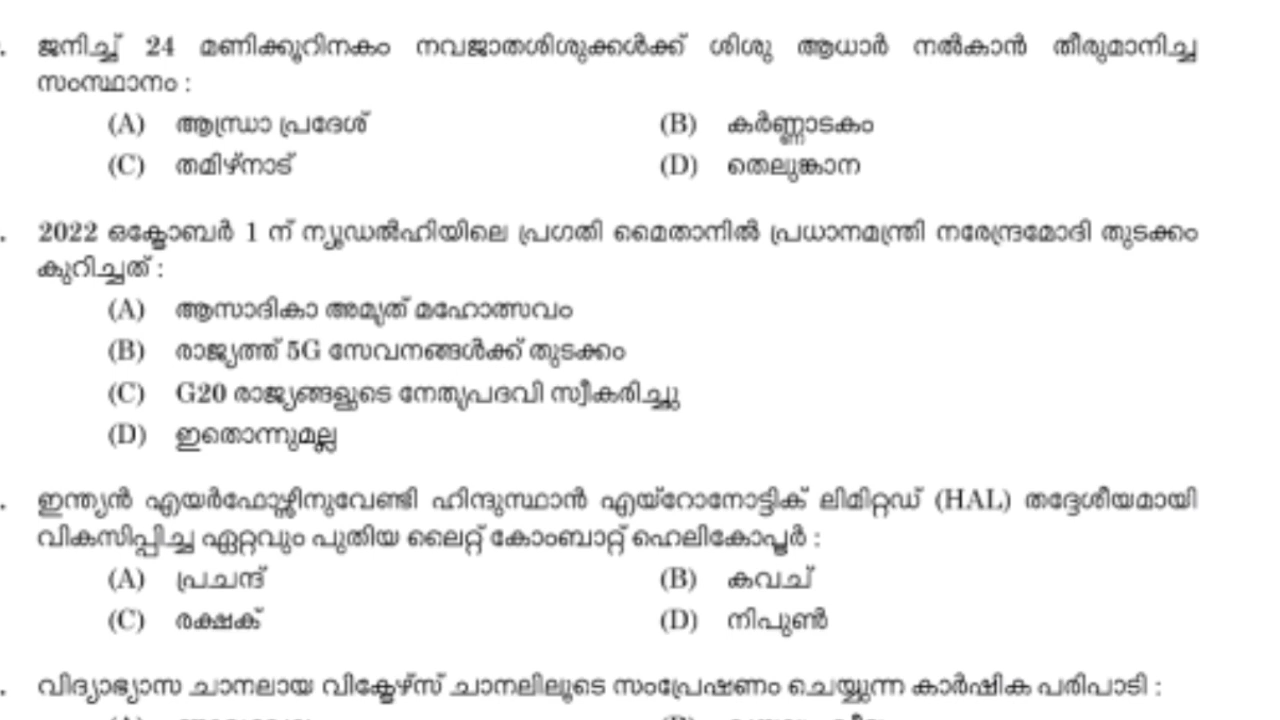 ജനിച്ച് 24 മണിക്കൂറിനകം നവജാതശിശുക്കൾക്ക് ശിശു ആധാർ നൽകാൻ തീരുമാനിച്ച
സംസ്ഥാനം :
(A) ആന്ധ്രാ പ്രദേശ് (B) കർണ്ണാടകം
(C) തമിഴ്നാട് (D) തെലുങ്കാന
2022 ഒക്ടോബർ 1 ന് ന്യൂഡൽഹിയിലെ പ്രഗതി മൈതാനിൽ പ്രധാനമന്ത്രി നരേന്ദ്രമോദി തുടക്കം
കുറിച്ചത് :
(A) ആസാദികാ അമൃത് മഹോത്സവം
(B) രാജ്യത്ത് 5G സേവനങ്ങൾക്ക് തുടക്കം
(C) G20 രാജ്യങ്ങളുടെ നേതൃപദവി സ്വീകരിച്ചു
(D) ഇതൊന്നുമല്ല
ഇന്ത്യൻ എയർഫോഴ്സിനുവേണ്ടി ഹിന്ദുസ്ഥാൻ എയ്റോനോട്ടിക് ലിമിറ്റഡ് (HAL) തദ്ദേശീയമായി
വികസിപ്പിച്ച ഏറ്റവും പുതിയ ലൈറ്റ് കോംബാറ്റ് ഹെലികോപ്റ്റർ :
(A) പ്രചന്ദ് (B) കവച്
(C) രക്ഷക് (D) നിപുൺ
വിദ്യാഭ്യാസ ചാനലായ വിക്ടേഴ്സ് ചാനലിലൂടെ സംപ്രേഷണം ചെയ്യുന്ന കാർഷിക പരിപാടി :